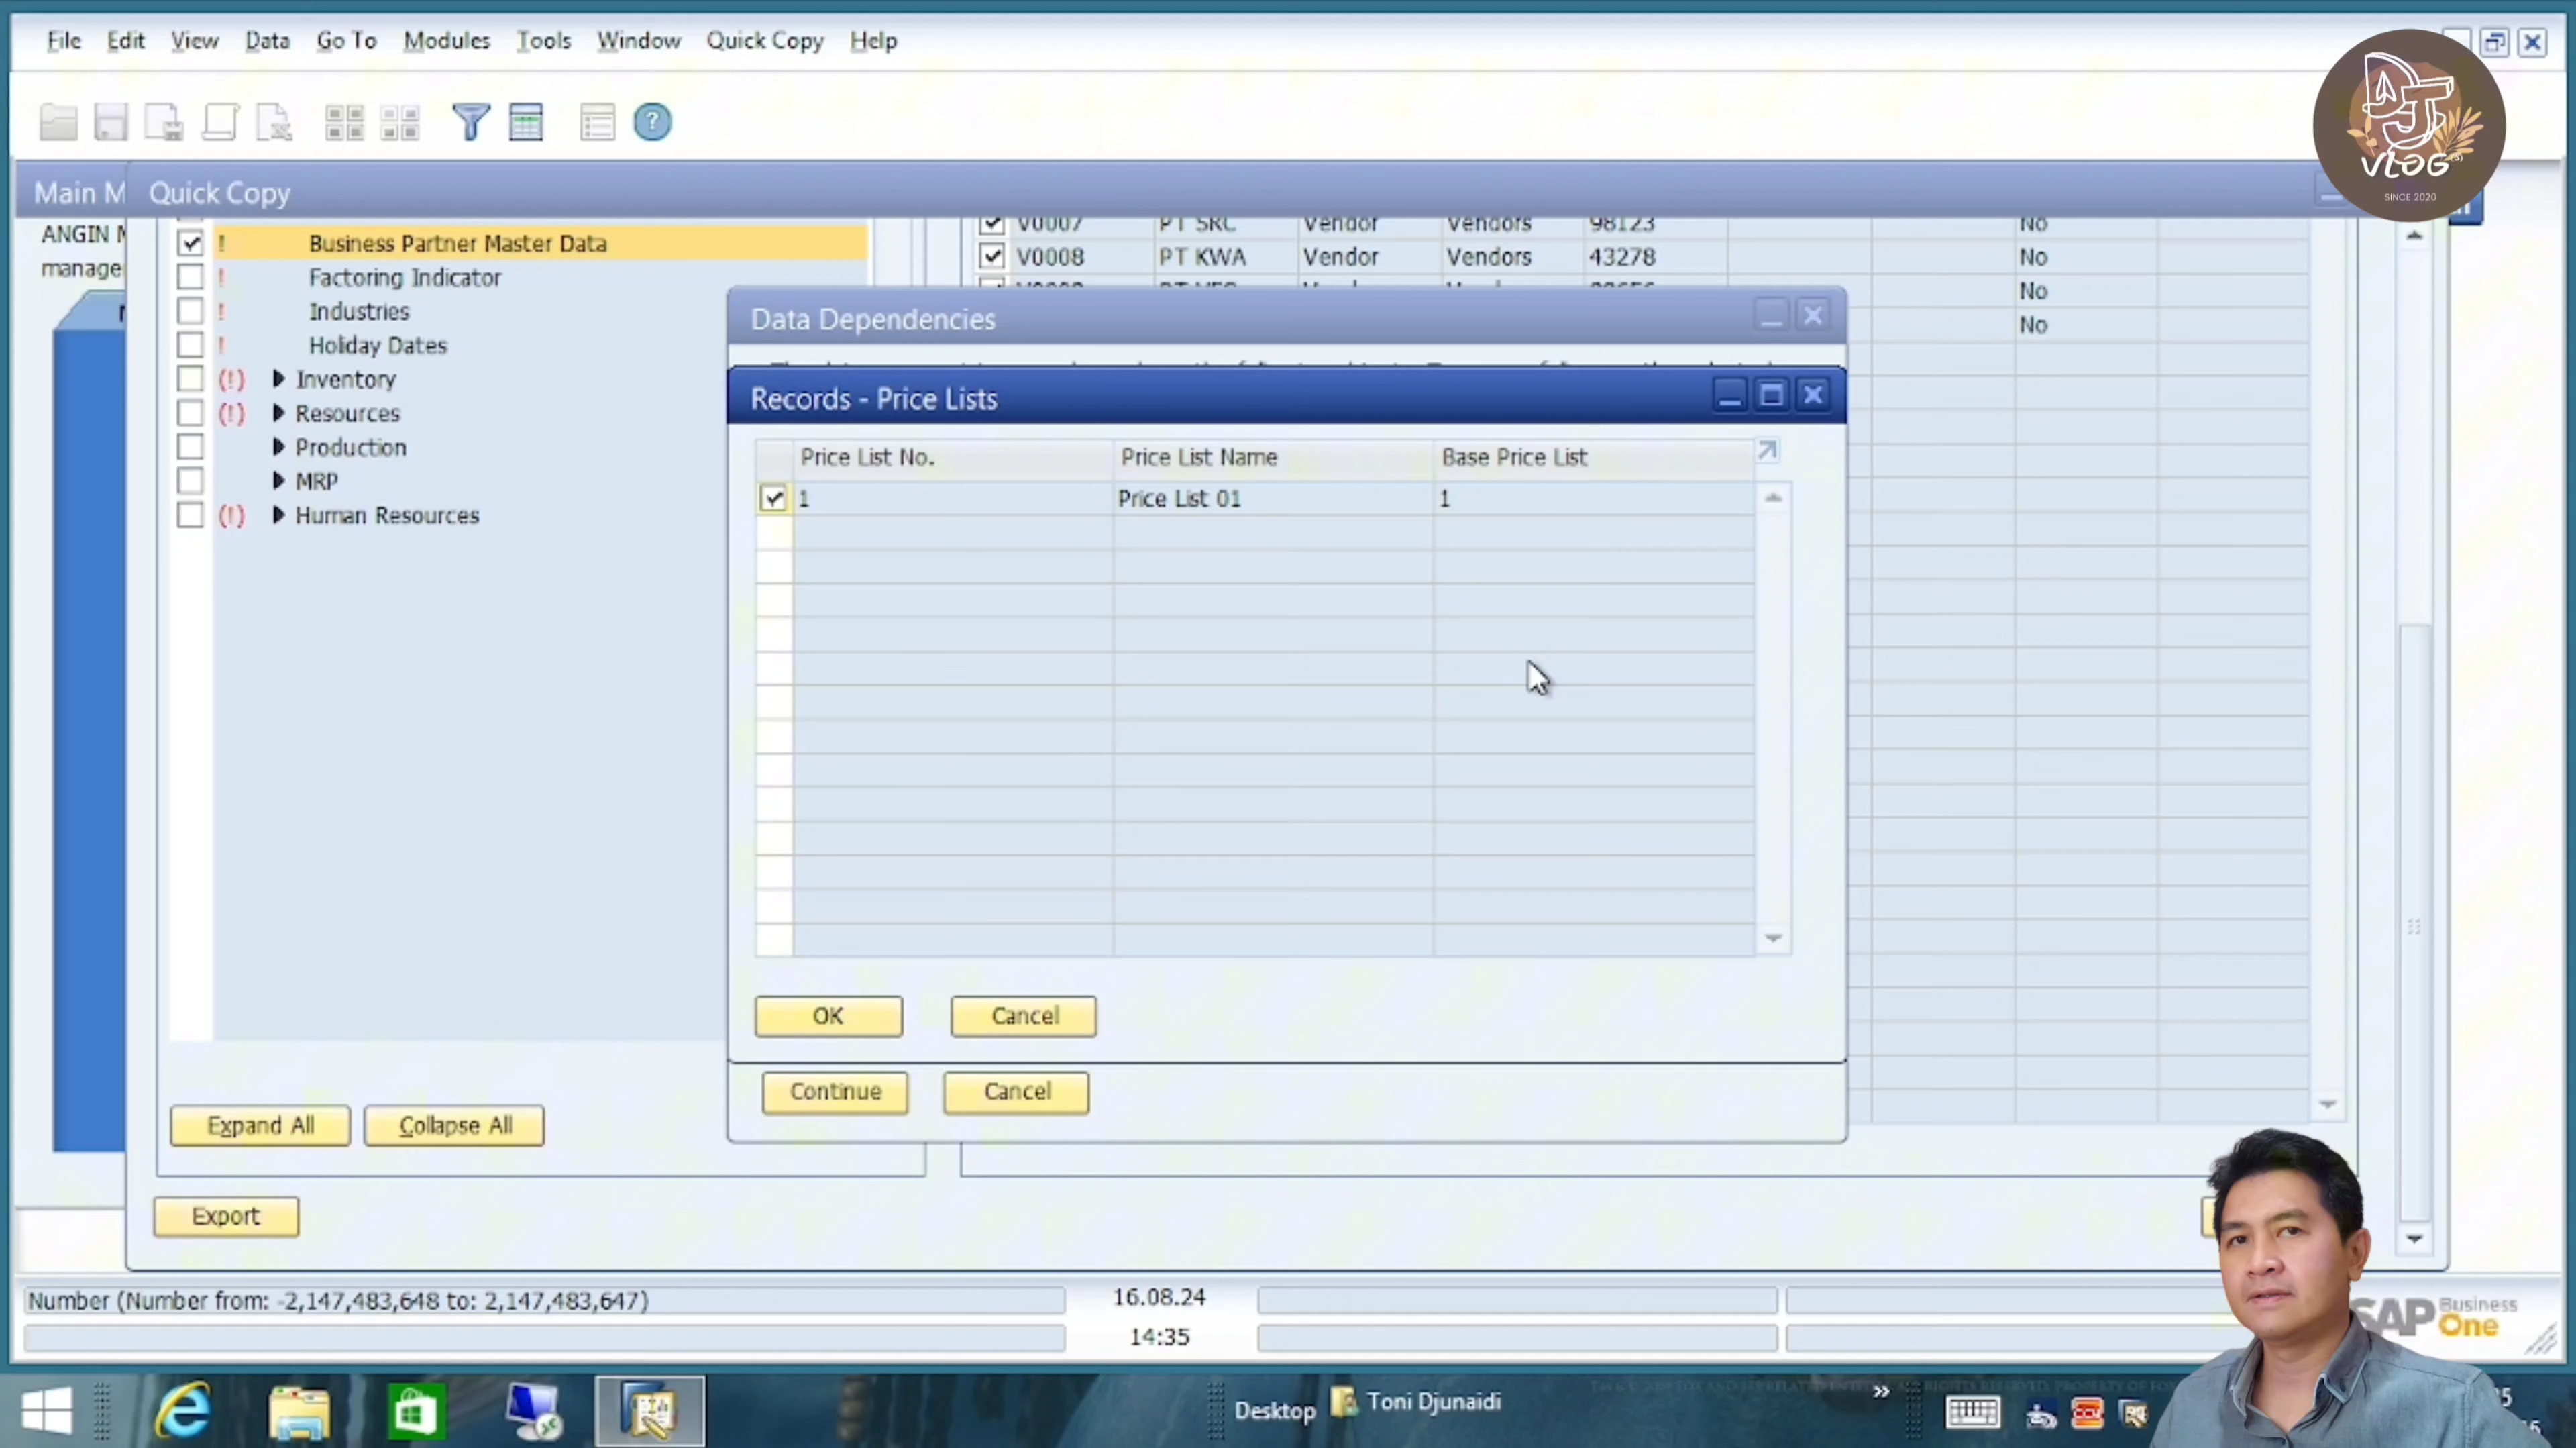 File Edit View Data Go To Modules Tools Window Quick Copy Help
DJ
VLOG(S)
SINCE 2020
Main M
Quick Copy
ANGIN M
manage
Business Partner Master Data
Factoring Indicator
Industries
Holiday Dates
(!) Inventory
(!) Resources
Production
MRP
(!) Human Resources
V0007 PT SRC Vendor Vendors 98123 No
V0008 PT KWA Vendor Vendors 43278 No
No
No
Data Dependencies
Records - Price Lists
Price List No. Price List Name Base Price List
1 Price List 01 1
OK Cancel
Continue Cancel
Expand All Collapse All
Export
Number (Number from: -2,147,483,648 to: 2,147,483,647)
16.08.24
14:35
SAP Business One
Desktop Toni Djunaidi